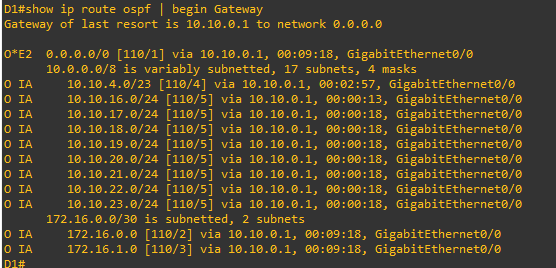 D1#show ip route ospf | begin Gateway
Gateway of last resort is 10.10.0.1 to network 0.0.0.0
O*E2  0.0.0.0/0 [110/1] via 10.10.0.1, 00:09:18, GigabitEthernet0/0
      10.0.0.0/8 is variably subnetted, 17 subnets, 4 masks
O IA     10.10.4.0/23 [110/4] via 10.10.0.1, 00:02:57, GigabitEthernet0/0
O IA     10.10.16.0/24 [110/5] via 10.10.0.1, 00:00:13, GigabitEthernet0/0
O IA     10.10.17.0/24 [110/5] via 10.10.0.1, 00:00:18, GigabitEthernet0/0
O IA     10.10.18.0/24 [110/5] via 10.10.0.1, 00:00:18, GigabitEthernet0/0
O IA     10.10.19.0/24 [110/5] via 10.10.0.1, 00:00:18, GigabitEthernet0/0
O IA     10.10.20.0/24 [110/5] via 10.10.0.1, 00:00:18, GigabitEthernet0/0
O IA     10.10.21.0/24 [110/5] via 10.10.0.1, 00:00:18, GigabitEthernet0/0
O IA     10.10.22.0/24 [110/5] via 10.10.0.1, 00:00:18, GigabitEthernet0/0
O IA     10.10.23.0/24 [110/5] via 10.10.0.1, 00:00:18, GigabitEthernet0/0
      172.16.0.0/30 is subnetted, 2 subnets
O IA     172.16.0.0 [110/2] via 10.10.0.1, 00:09:18, GigabitEthernet0/0
O IA     172.16.1.0 [110/3] via 10.10.0.1, 00:09:18, GigabitEthernet0/0
D1#